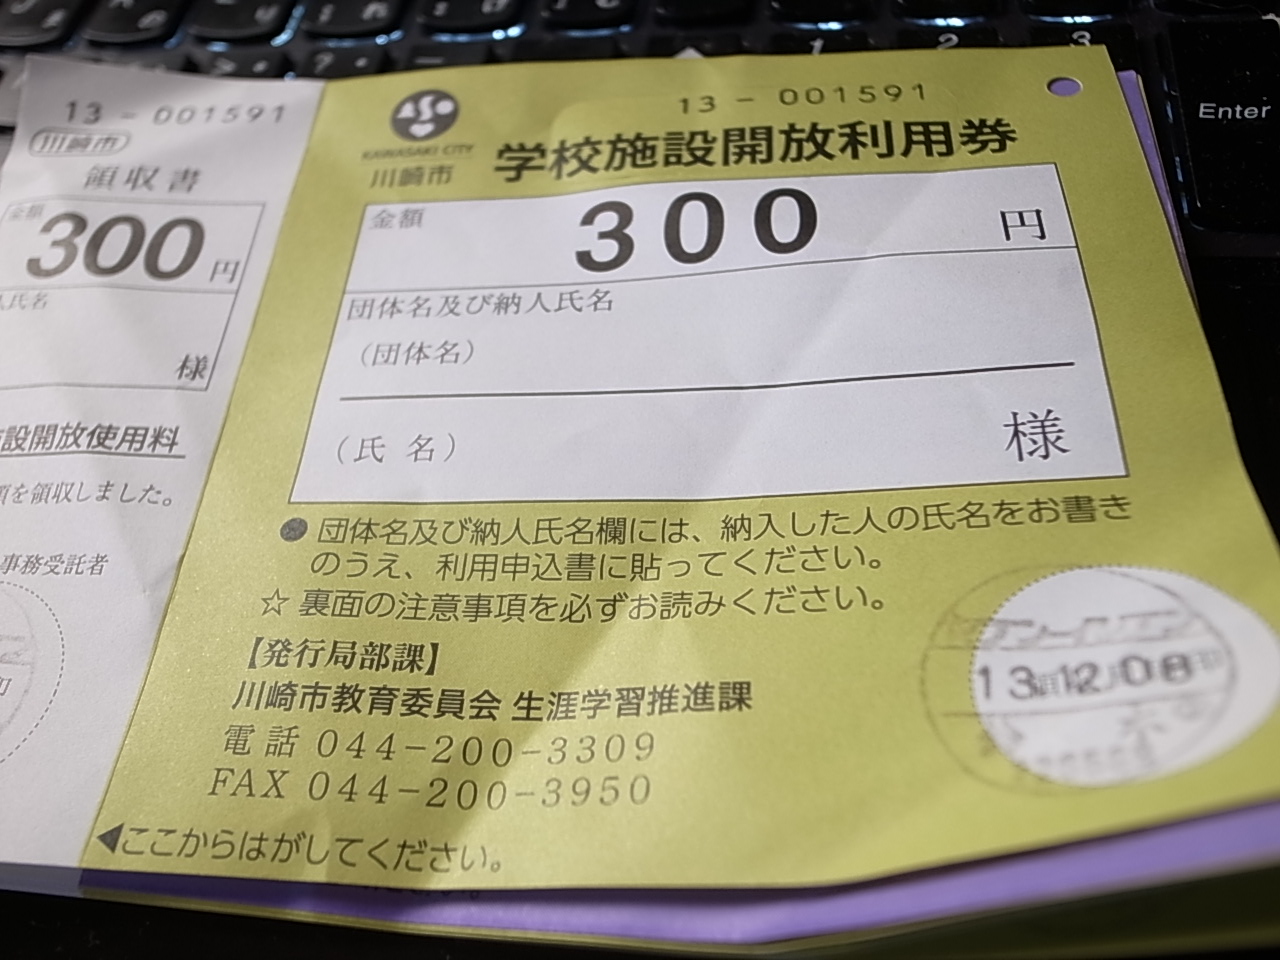 13-001591
川崎市
領収書
金額
300円
人氏名
様
設開放使用料
を領収しました。
事務受託者
KAWASAKI CITY
川崎市
13-001591
学校施設開放利用券
金額
300 円
団体名及び納人氏名
(団体名)
(氏 名)
様
●団体名及び納人氏名欄には、納入した人の氏名をお書き
のうえ、利用申込書に貼ってください。
☆裏面の注意事項を必ずお読みください。
【発行局部課】
川崎市教育委員会 生涯学習推進課
電話 044-200-3309
FAX 044-200-3950
◀ここからはがしてください。
Enter
1
2
3